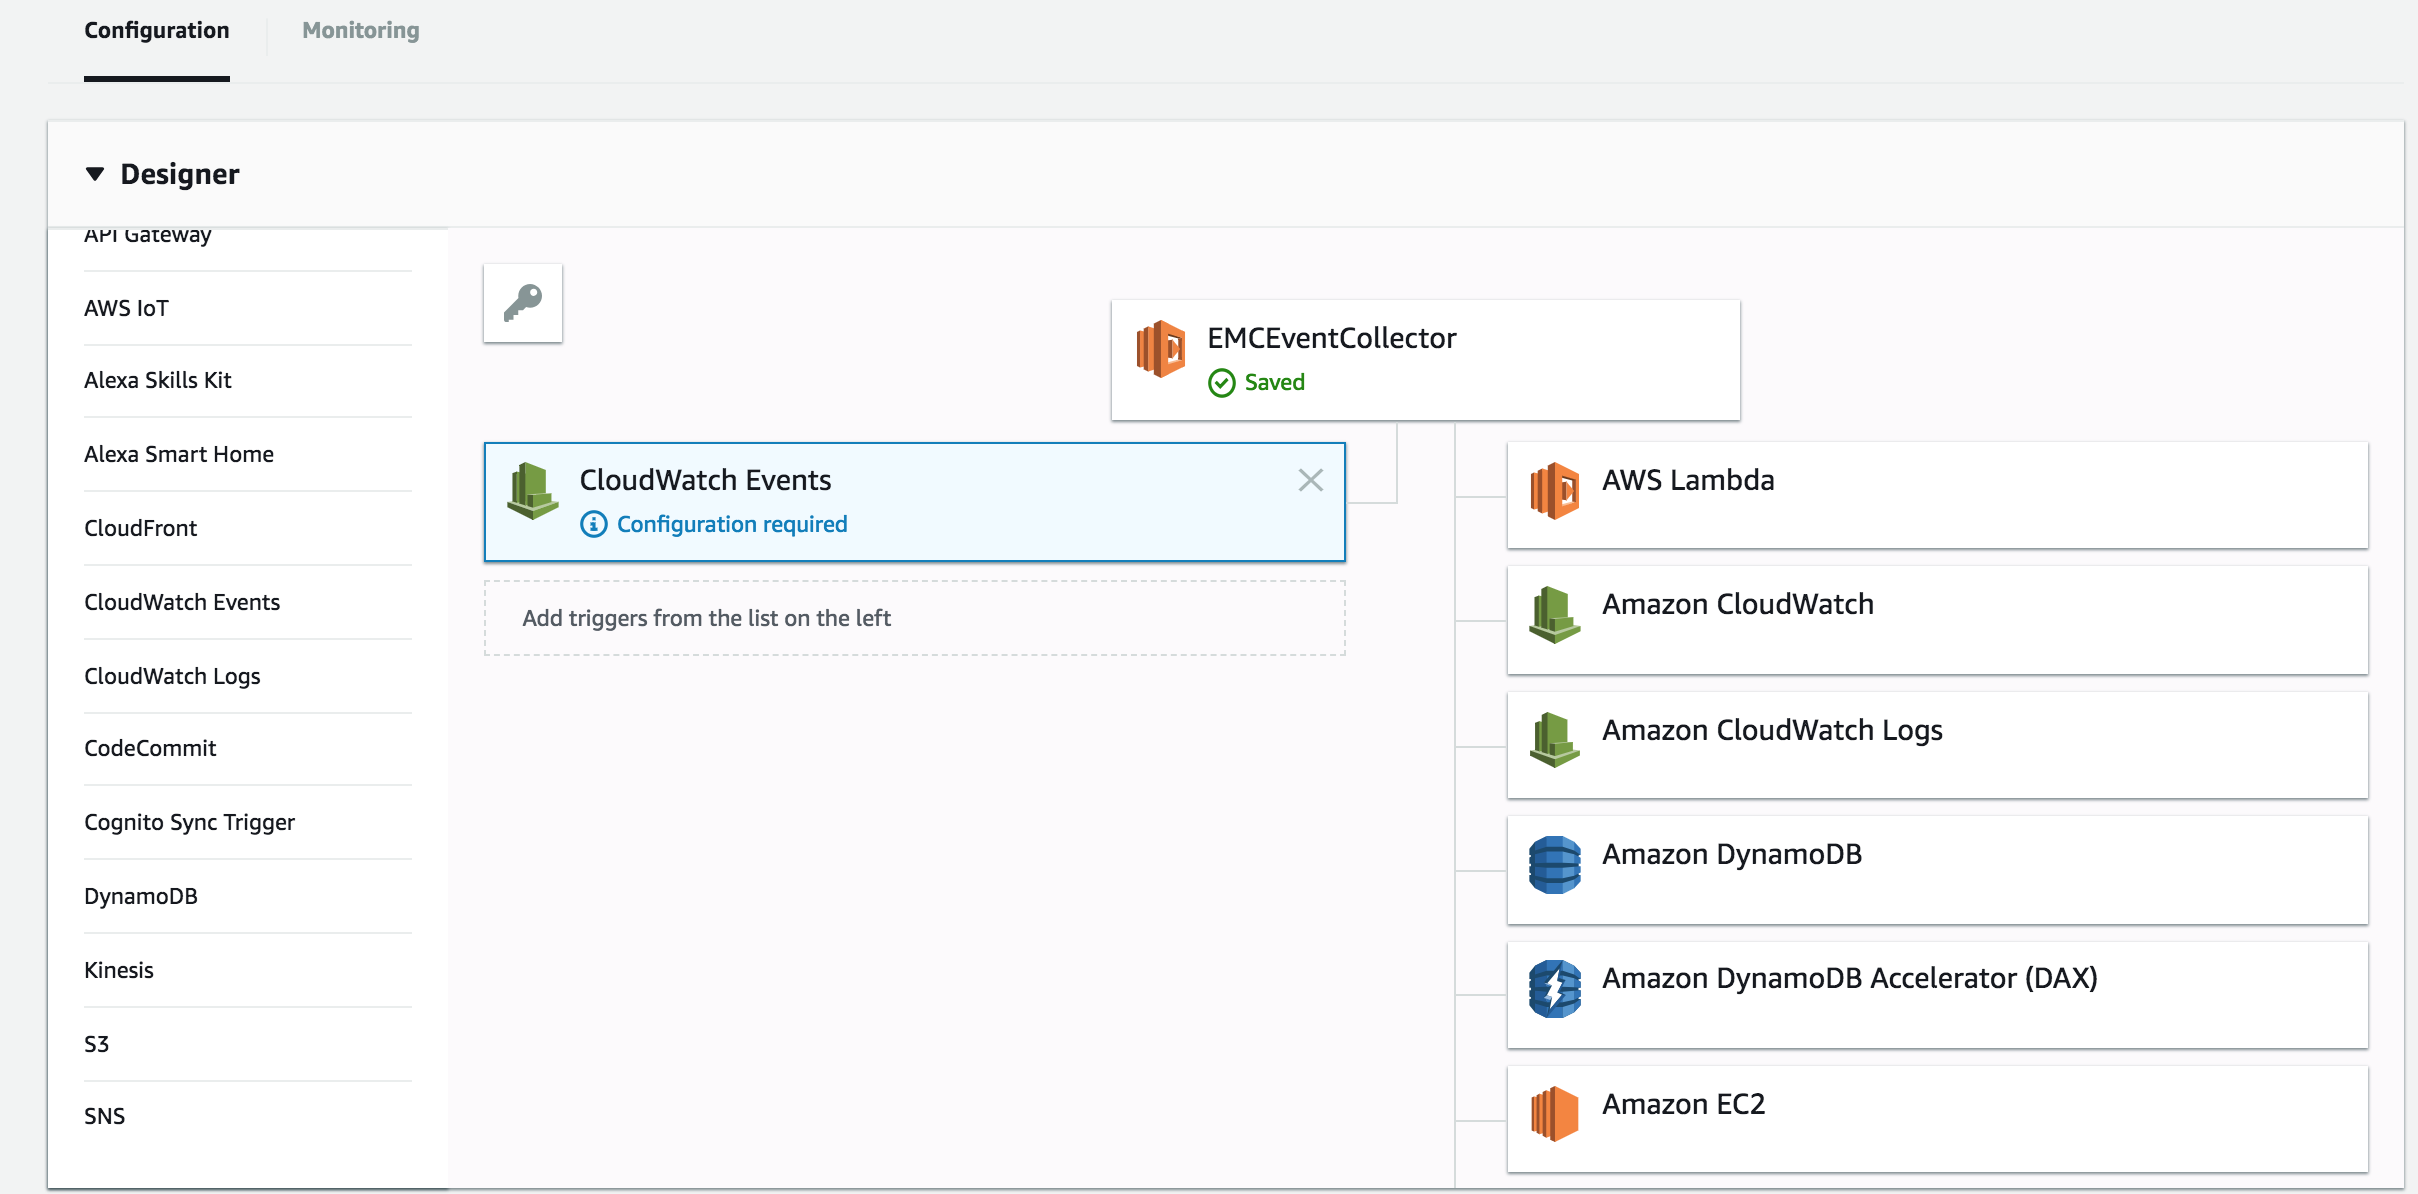 Configuration
Monitoring
Designer
API Gateway
AWS IoT
Alexa Skills Kit
Alexa Smart Home
CloudFront
CloudWatch Events
CloudWatch Logs
CodeCommit
Cognito Sync Trigger
DynamoDB
Kinesis
S3
SNS
EMCEventCollector
Saved
CloudWatch Events
Configuration required
Add triggers from the list on the left
AWS Lambda
Amazon CloudWatch
Amazon CloudWatch Logs
Amazon DynamoDB
Amazon DynamoDB Accelerator (DAX)
Amazon EC2